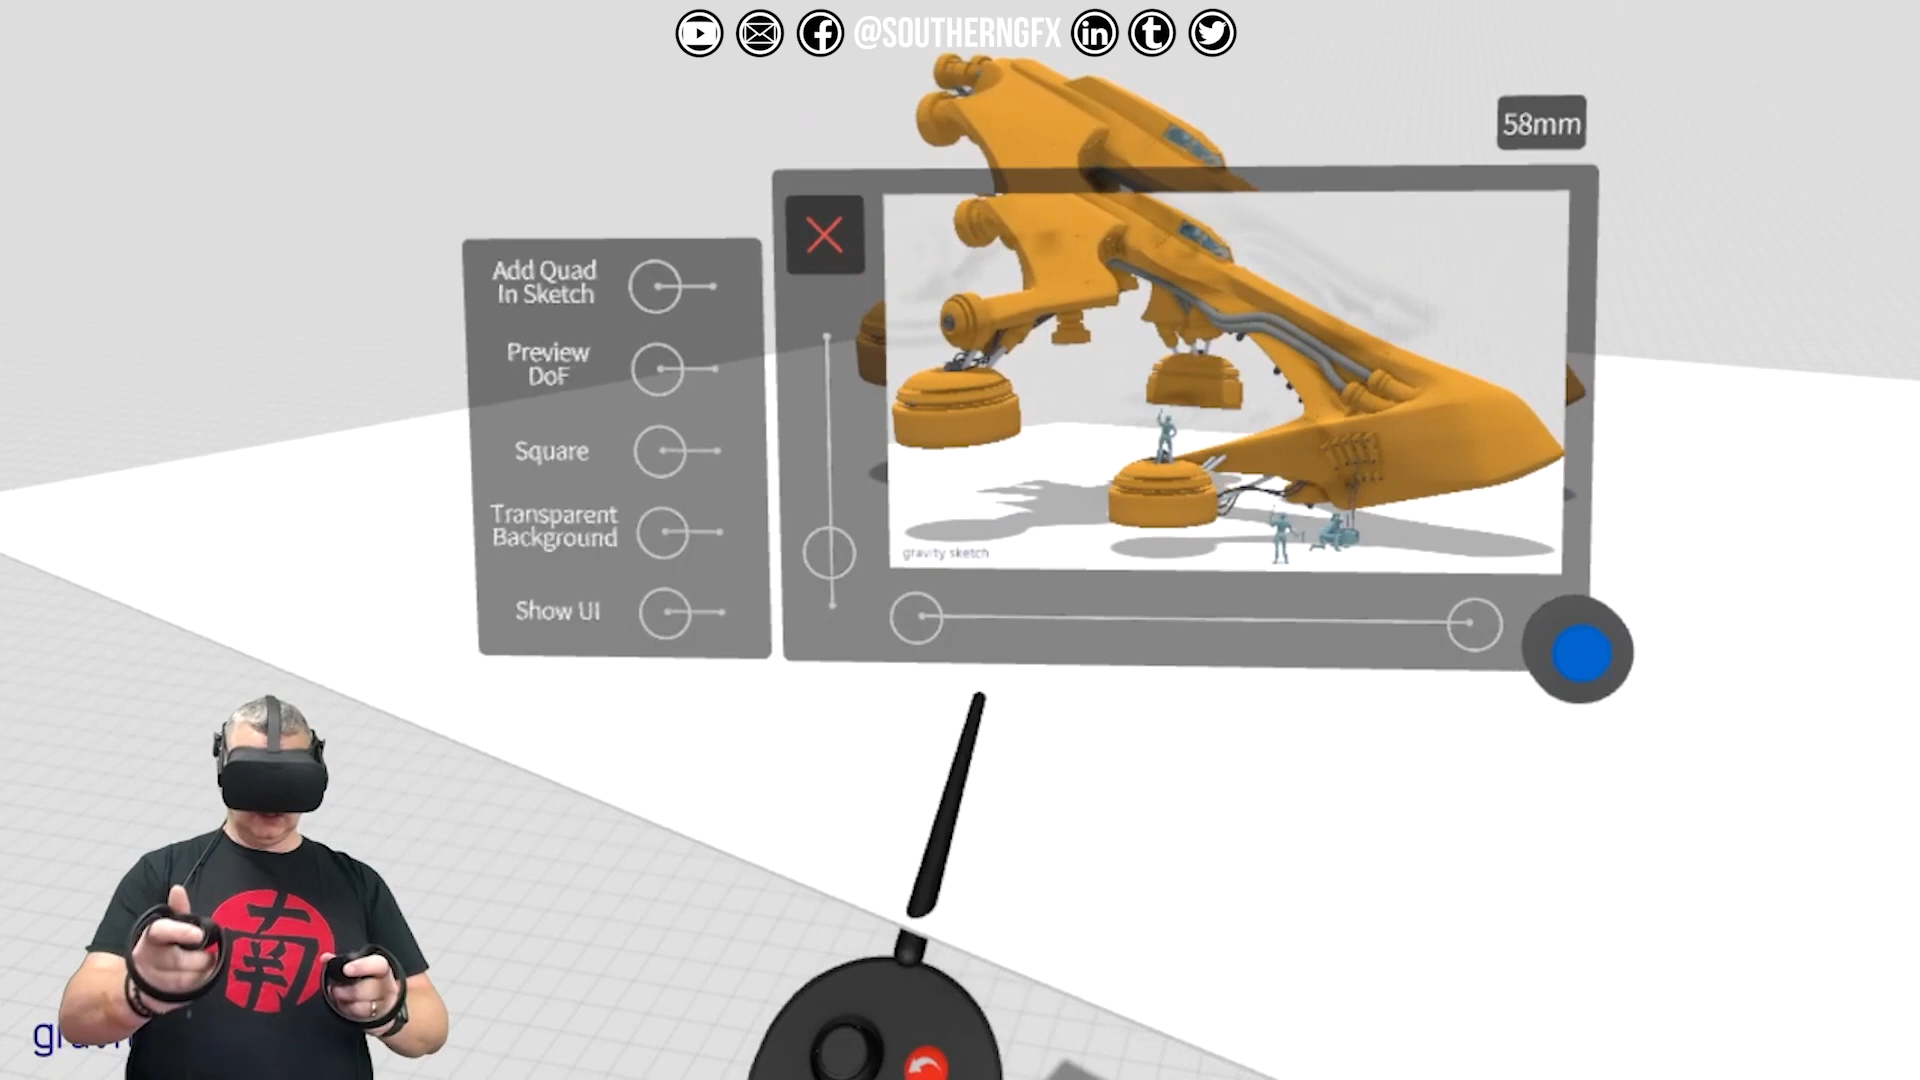 @SOUTHERNGFX
58mm
Add Quad
In Sketch
Preview
DoF
Square
Transparent
Background
Show UI
gravity sketch
南